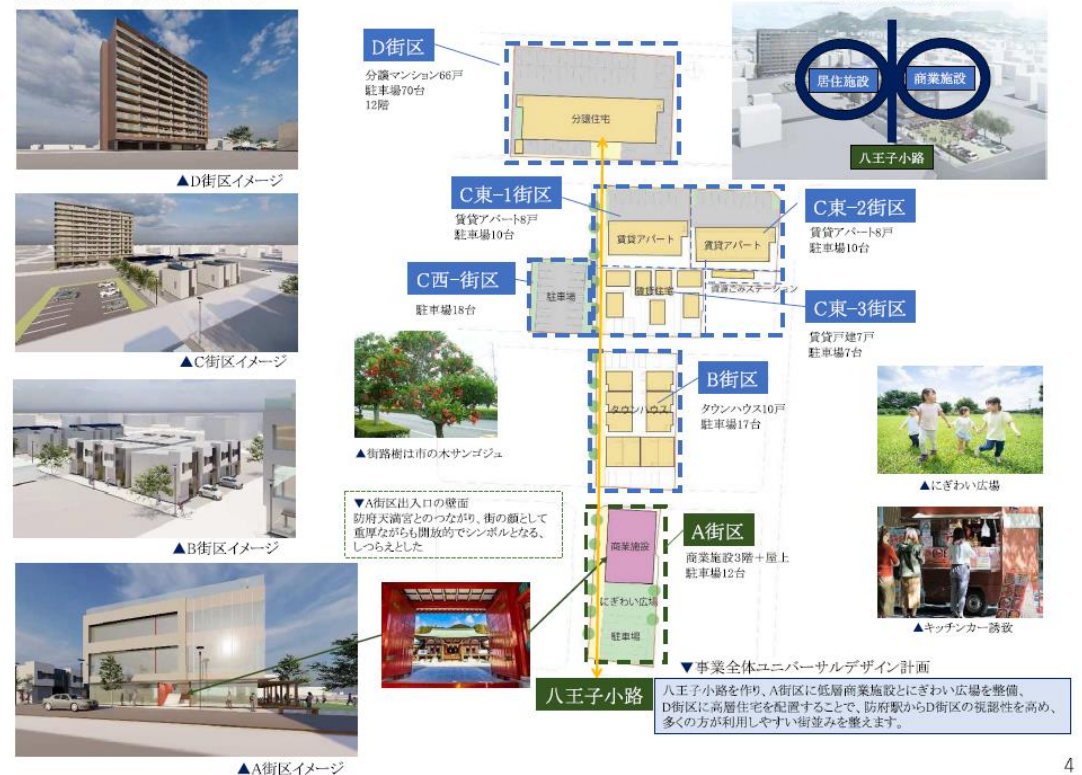 D街区
分譲マンション66戸
駐車場70台
12階
分譲住宅
居住施設
商業施設
八王子小路
▲D街区イメージ
C東-1街区
賃貸アパート8戸
駐車場10台
賃貸アパート
C東-2街区
賃貸アパート8戸
駐車場10台
賃貸アパート
C西-街区
駐車場18台
駐車場
賃貸住宅
資源ごみステーション
C東-3街区
賃貸戸建7戸
駐車場7台
▲C街区イメージ
B街区
タウンハウス10戸
駐車場17台
タウンハウス
▲街路樹は市の木サンゴジュ
▲にぎわい広場
▼A街区出入口の壁面
防府天満宮とのつながり、街の顔として
重厚ながらも開放的でシンボルとなる、
しつらえとした
▲B街区イメージ
A街区
商業施設3階+屋上
駐車場12台
商業施設
にぎわい広場
駐車場
▲キッチンカー誘致
八王子小路
▼事業全体ユニバーサルデザイン計画
八王子小路を作り、A街区に低層商業施設とにぎわい広場を整備、
D街区に高層住宅を配置することで、防府駅からD街区の視認性を高め、
多くの方が利用しやすい街並みを整えます。
▲A街区イメージ
4